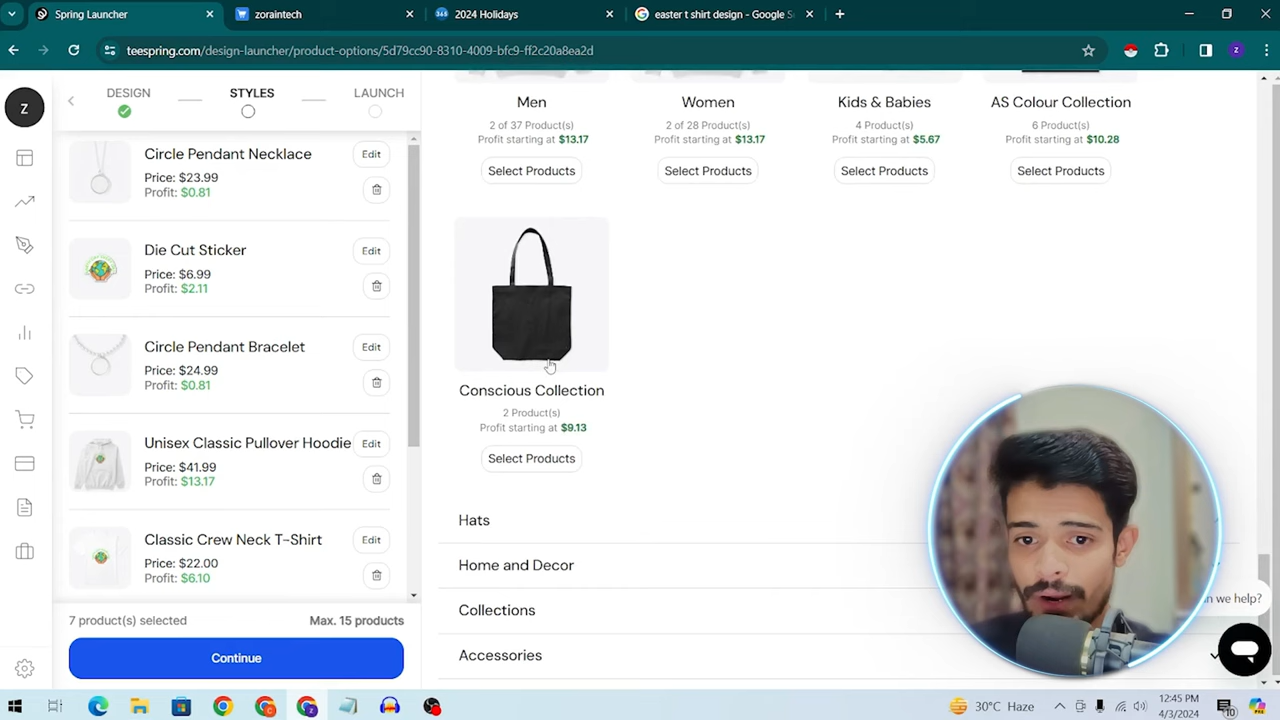 Spring Launcher
zoraintech
365
2024 Holidays
easter t shirt design - Google S
teespring.com/design-launcher/product-options/5d79cc90-8310-4009-bfc9-ff2c20a8ea2d
Z
Z
DESIGN
STYLES
LAUNCH
Circle Pendant Necklace
Edit
Price: $23.99
Profit: $0.81
Die Cut Sticker
Edit
Price: $6.99
Profit: $2.11
Circle Pendant Bracelet
Edit
Price: $24.99
Profit: $0.81
Unisex Classic Pullover Hoodie
Edit
Price: $41.99
Profit: $13.17
Classic Crew Neck T-Shirt
Edit
Price: $22.00
Profit: $6.10
7 product(s) selected
Max. 15 products
Continue
Men
2 of 37 Product(s)
Profit starting at $13.17
Select Products
Women
2 of 28 Product(s)
Profit starting at $13.17
Select Products
Kids & Babies
4 Product(s)
Profit starting at $5.67
Select Products
AS Colour Collection
6 Product(s)
Profit starting at $10.28
Select Products
Conscious Collection
2 Product(s)
Profit starting at $9.13
Select Products
Hats
Home and Decor
Collections
Accessories
we help?
30°C Haze
12:45 PM
4/3/2024